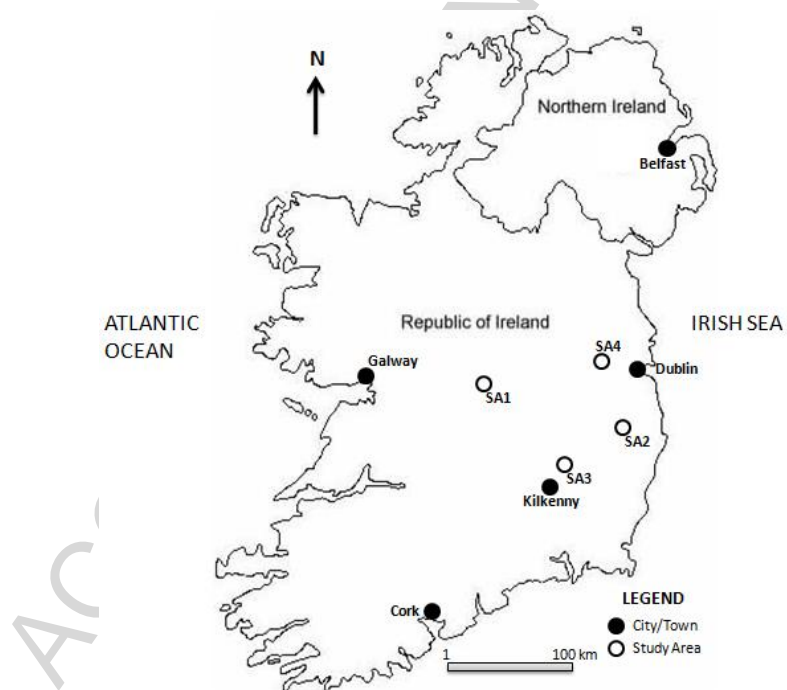 N
Northern Ireland
Belfast
ATLANTIC
OCEAN
Republic of Ireland
IRISH SEA
Galway
SA4
Dublin
SA1
SA2
SA3
Kilkenny
Cork
LEGEND
City/Town
Study Area
1 100 km